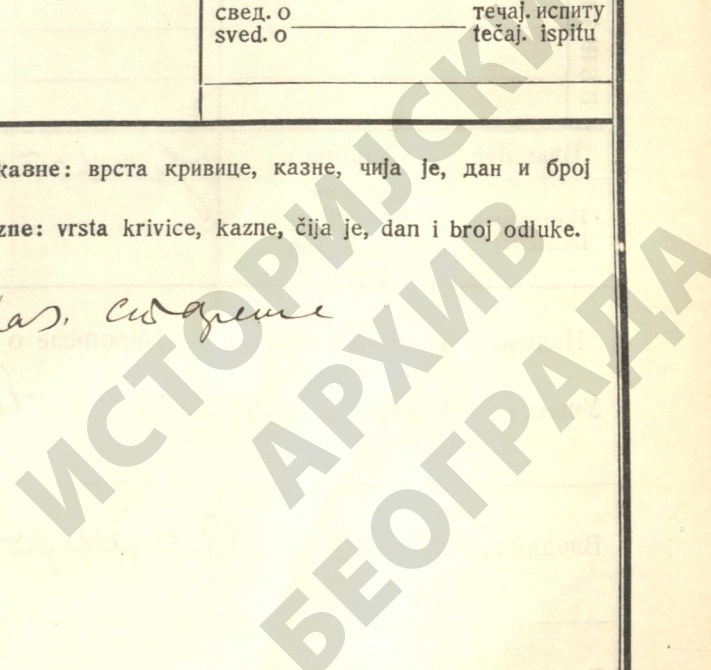 свед. о течај. испиту
sved. o tečaj. ispitu
казне: врста кривице, казне, чија је, дан и број
zne: vrsta krivice, kazne, čija je, dan i broj odluke.
ИСТОРИЈСКИ
АРХИВ
БЕОГРАДА